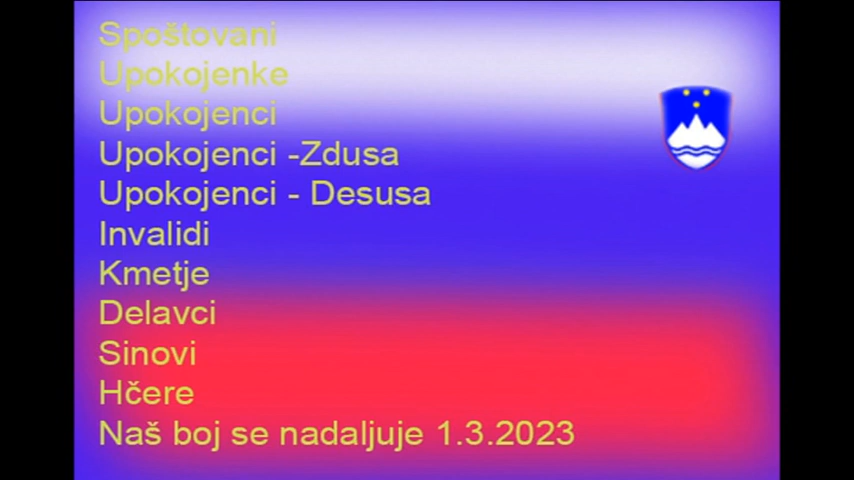 Spoštovani
Upokojenke
Upokojenci
Upokojenci -Zdusa
Upokojenci - Desusa
Invalidi
Kmetje
Delavci
Sinovi
Hčere
Naš boj se nadaljuje 1.3.2023